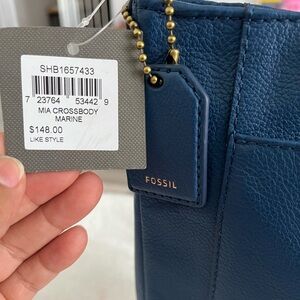 SHB1657433
7 23764 53442 9
MIA CROSSBODY
MARINE
$148.00
LIKE STYLE
FOSSIL